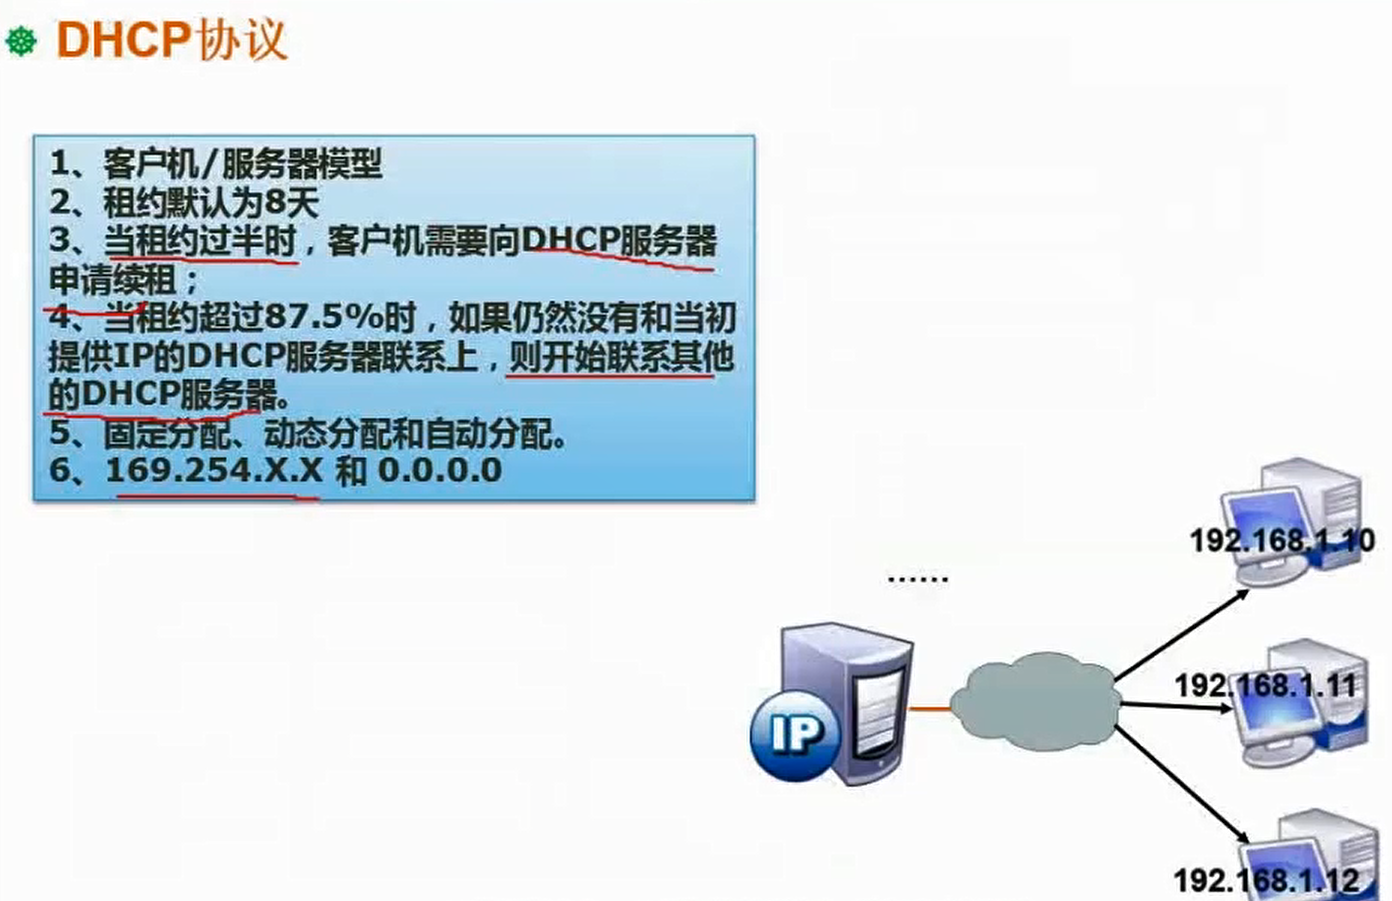 DHCP协议
1、客户机/服务器模型
2、租约默认为8天
3、当租约过半时，客户机需要向DHCP服务器
申请续租；
4、当租约超过87.5%时，如果仍然没有和当初
提供IP的DHCP服务器联系上，则开始联系其他
的DHCP服务器。
5、固定分配、动态分配和自动分配。
6、169.254.X.X 和 0.0.0.0
192.168.1.10
......
192.168.1.11
IP
192.168.1.12